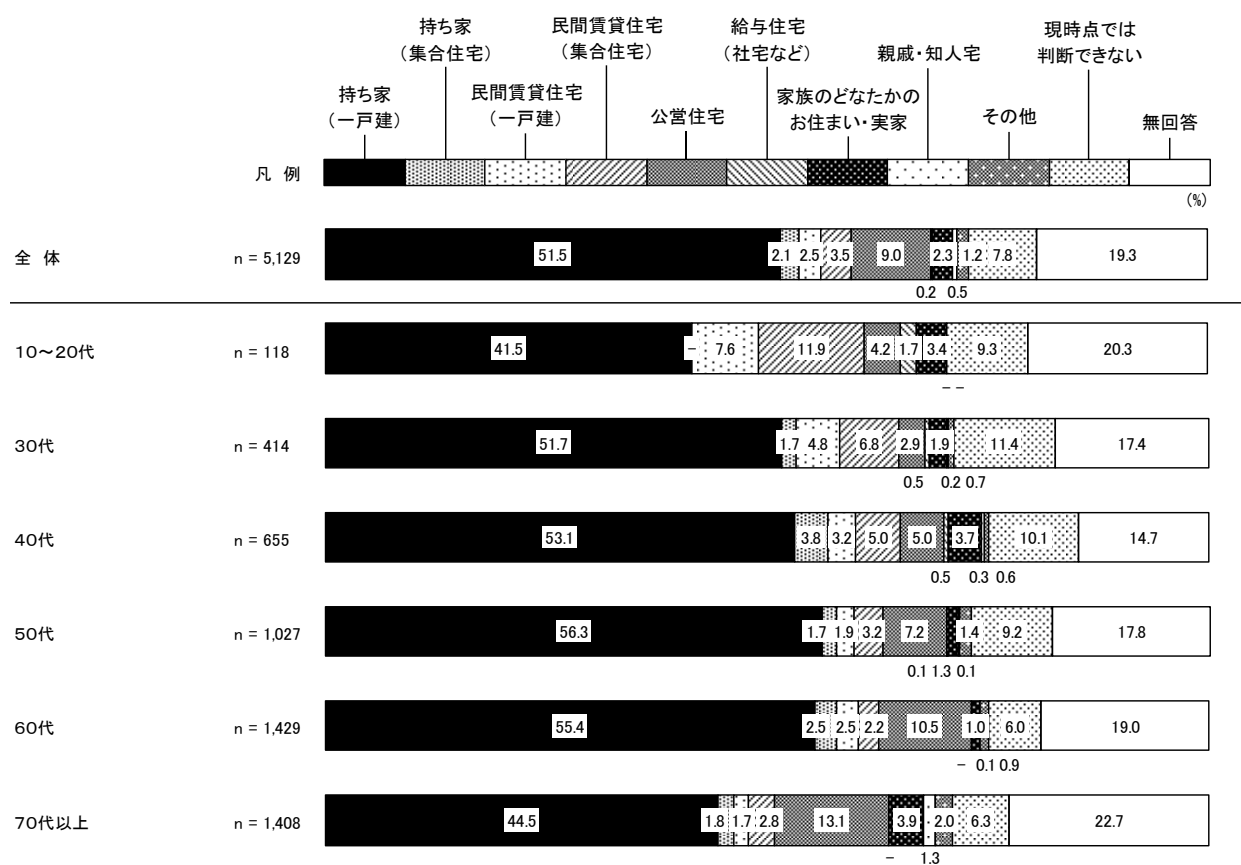 持ち家
(集合住宅)
民間賃貸住宅
(集合住宅)
給与住宅
(社宅など)
親戚・知人宅
現時点では
判断できない
持ち家
(一戸建)
民間賃貸住宅
(一戸建)
公営住宅
家族のどなたかの
お住まい・実家
その他
無回答
凡 例
(%)
全 体 n = 5,129 51.5 2.1 2.5 3.5 9.0 2.3 1.2 7.8 19.3
0.2 0.5
10～20代 n = 118 41.5 － 7.6 11.9 4.2 1.7 3.4 9.3 20.3
－ －
30代 n = 414 51.7 1.7 4.8 6.8 2.9 1.9 11.4 17.4
0.5 0.2 0.7
40代 n = 655 53.1 3.8 3.2 5.0 5.0 3.7 10.1 14.7
0.5 0.3 0.6
50代 n = 1,027 56.3 1.7 1.9 3.2 7.2 1.4 9.2 17.8
0.1 1.3 0.1
60代 n = 1,429 55.4 2.5 2.5 2.2 10.5 1.0 6.0 19.0
－ 0.1 0.9
70代以上 n = 1,408 44.5 1.8 1.7 2.8 13.1 3.9 2.0 6.3 22.7
－ 1.3